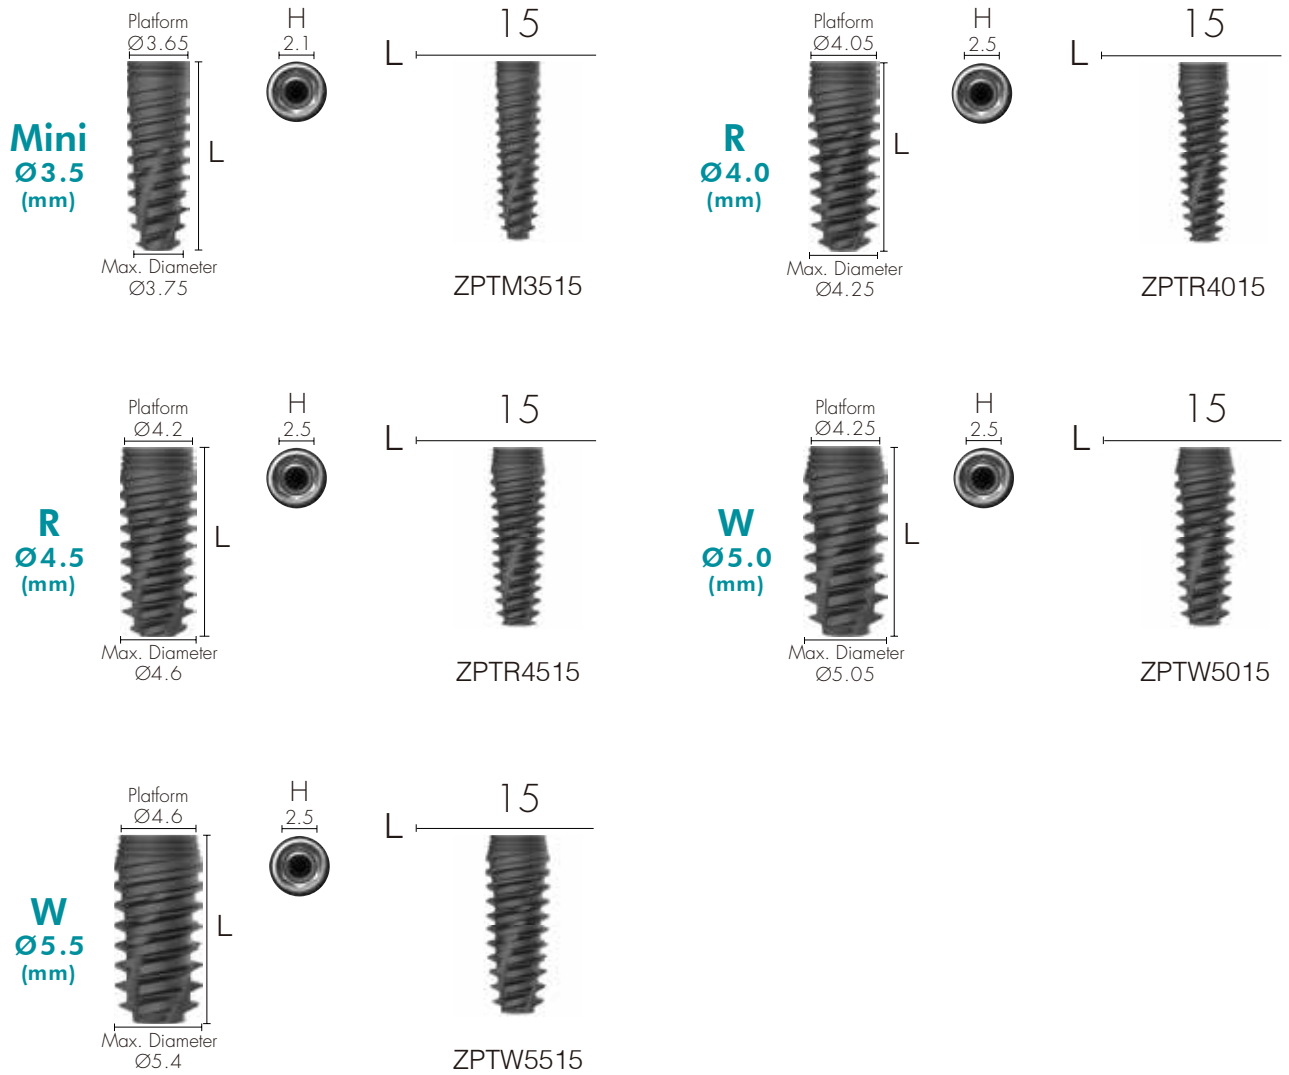 Platform
Ø3.65
H
2.1
L
15
Mini
Ø3.5
(mm)
L
Max. Diameter
Ø3.75
ZPTM3515
Platform
Ø4.05
H
2.5
L
15
R
Ø4.0
(mm)
L
Max. Diameter
Ø4.25
ZPTR4015
Platform
Ø4.2
H
2.5
L
15
R
Ø4.5
(mm)
L
Max. Diameter
Ø4.6
ZPTR4515
Platform
Ø4.25
H
2.5
L
15
W
Ø5.0
(mm)
L
Max. Diameter
Ø5.05
ZPTW5015
Platform
Ø4.6
H
2.5
L
15
W
Ø5.5
(mm)
L
Max. Diameter
Ø5.4
ZPTW5515